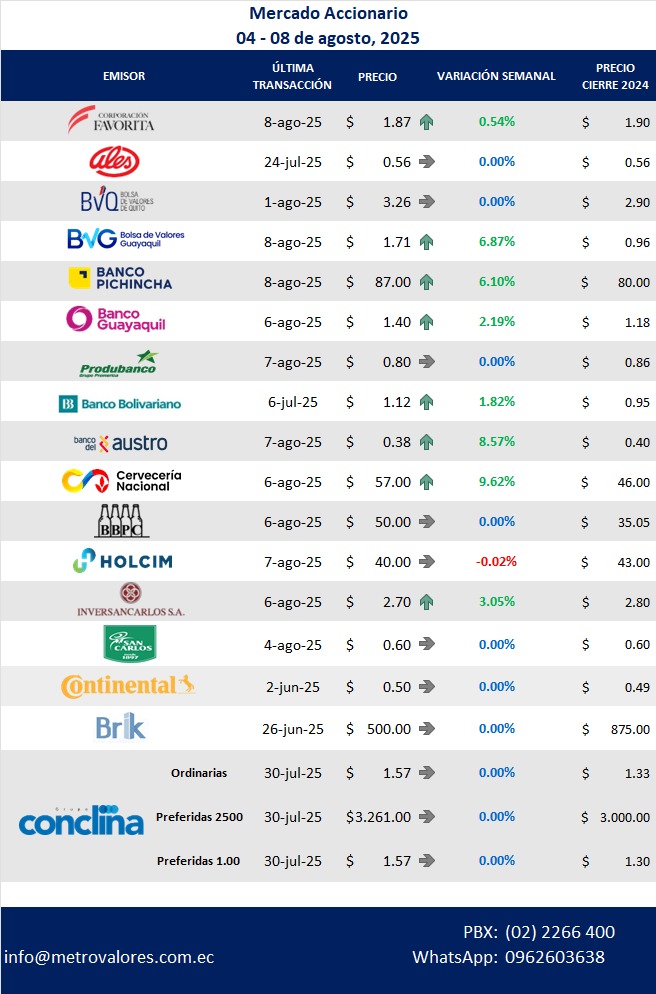 Mercado Accionario
04 - 08 de agosto, 2025
EMISOR ÚLTIMA TRANSACCIÓN PRECIO VARIACIÓN SEMANAL PRECIO CIERRE 2024
CORPORACIÓN FAVORITA 8-ago-25 $ 1.87 0.54% $ 1.90
ales 24-jul-25 $ 0.56 0.00% $ 0.56
BVQ BOLSA DE VALORES DE QUITO 1-ago-25 $ 3.26 0.00% $ 2.90
BVG Bolsa de Valores Guayaquil 8-ago-25 $ 1.71 6.87% $ 0.96
BANCO PICHINCHA 8-ago-25 $ 87.00 6.10% $ 80.00
Banco Guayaquil 6-ago-25 $ 1.40 2.19% $ 1.18
Produbanco Grupo Promerica 7-ago-25 $ 0.80 0.00% $ 0.86
BB Banco Bolivariano 6-jul-25 $ 1.12 1.82% $ 0.95
banco del austro 7-ago-25 $ 0.38 8.57% $ 0.40
Cervecería Nacional 6-ago-25 $ 57.00 9.62% $ 46.00
BBPC 6-ago-25 $ 50.00 0.00% $ 35.05
HOLCIM 7-ago-25 $ 40.00 -0.02% $ 43.00
INVERSANCARLOS S.A. 6-ago-25 $ 2.70 3.05% $ 2.80
SAN CARLOS 1897 4-ago-25 $ 0.60 0.00% $ 0.60
Continental 2-jun-25 $ 0.50 0.00% $ 0.49
Brik 26-jun-25 $ 500.00 0.00% $ 875.00
Ordinarias 30-jul-25 $ 1.57 0.00% $ 1.33
Grupo conclina Preferidas 2500 30-jul-25 $3.261.00 0.00% $ 3.000.00
Preferidas 1.00 30-jul-25 $ 1.57 0.00% $ 1.30
PBX: (02) 2266 400
info@metrovalores.com.ec WhatsApp: 0962603638